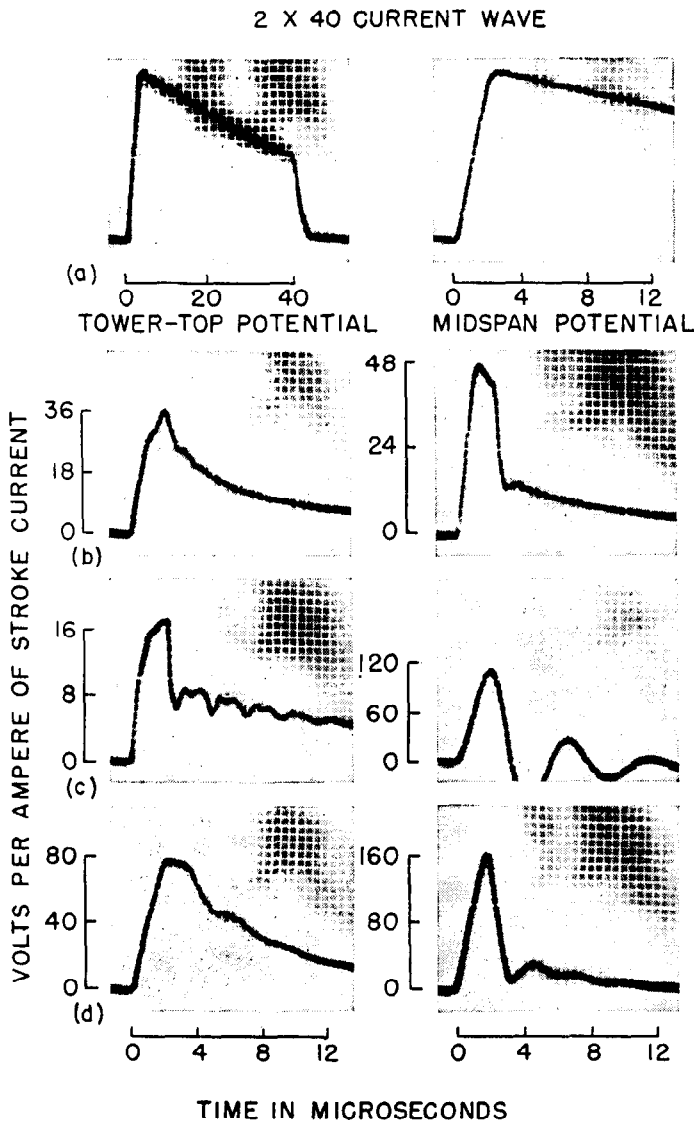 2 X 40 CURRENT WAVE
(a)
0 20 40
0 4 8 12
TOWER-TOP POTENTIAL
MIDSPAN POTENTIAL
VOLTS PER AMPERE OF STROKE CURRENT
36
18
0
(b)
48
24
0
16
8
0
(c)
120
60
0
80
40
0
(d)
160
80
0
0 4 8 12
0 4 8 12
TIME IN MICROSECONDS